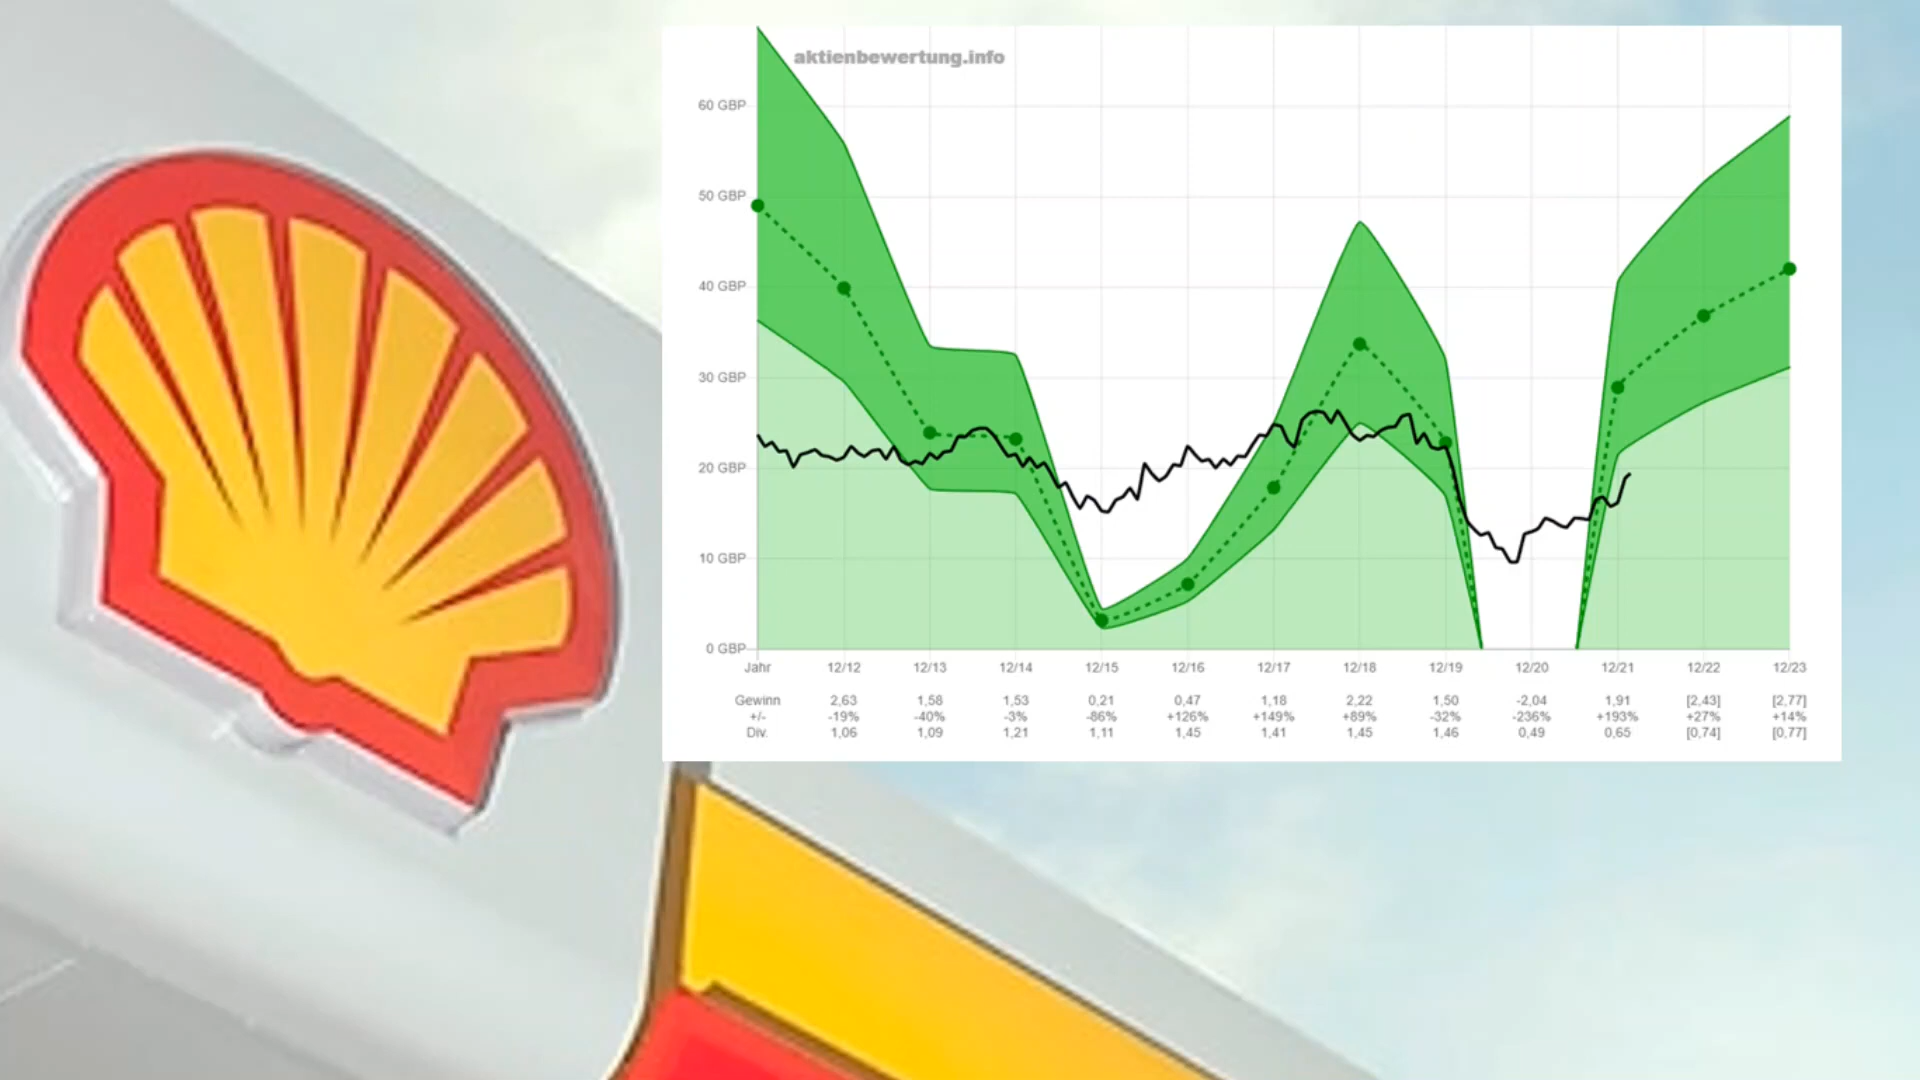 aktienbewertung.info
60 GBP
50 GBP
40 GBP
30 GBP
20 GBP
10 GBP
0 GBP
Jahr 12/12 12/13 12/14 12/15 12/16 12/17 12/18 12/19 12/20 12/21 12/22 12/23
Gewinn 2,63 1,58 1,53 0,21 0,47 1,18 2,22 1,50 -2,04 1,91 [2,43] [2,77]
+/- -19% -40% -3% -86% +126% +149% +89% -32% -236% +193% +27% +14%
Div. 1,06 1,09 1,21 1,11 1,45 1,41 1,45 1,46 0,49 0,65 [0,74] [0,77]